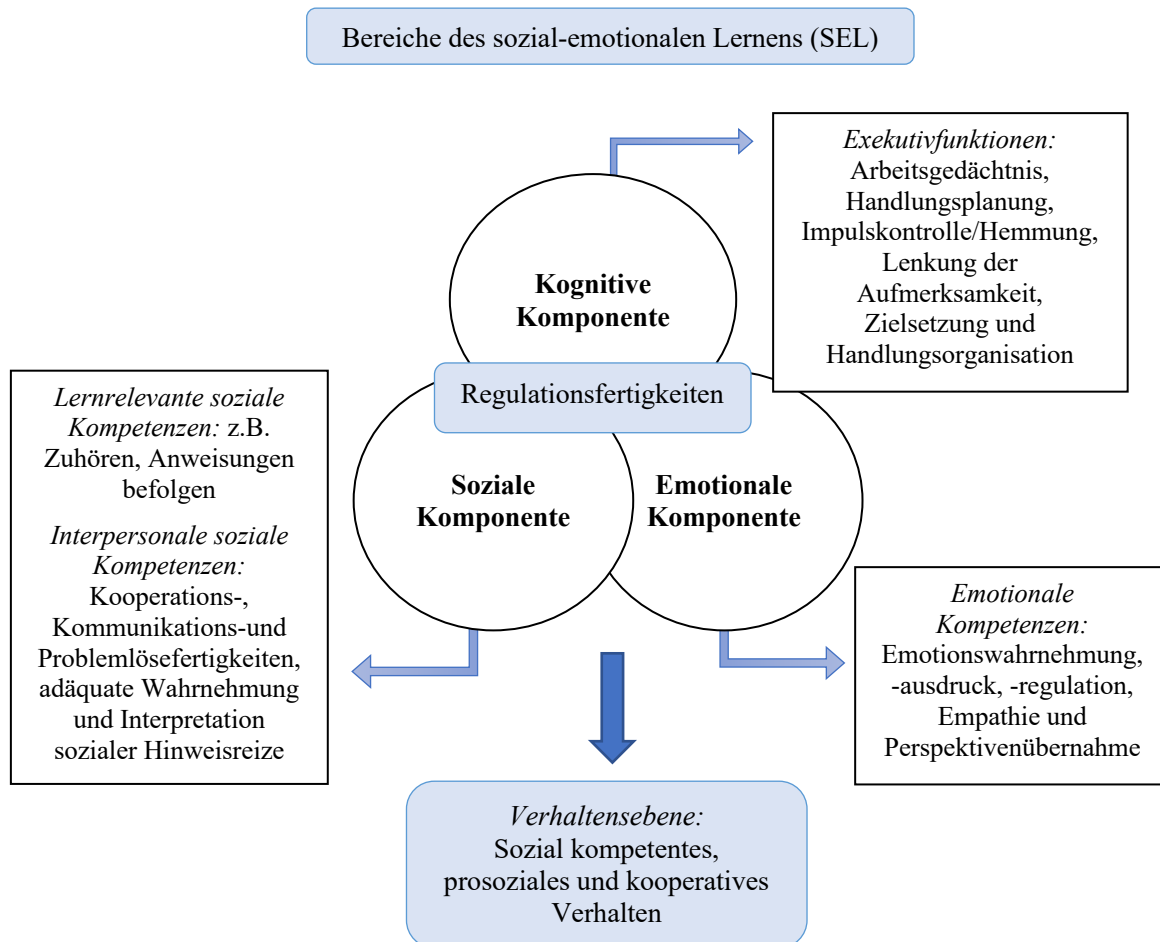 Bereiche des sozial-emotionalen Lernens (SEL)
Exekutivfunktionen:
Arbeitsgedächtnis,
Handlungsplanung,
Impulskontrolle/Hemmung,
Lenkung der
Aufmerksamkeit,
Zielsetzung und
Handlungsorganisation
Kognitive
Komponente
Regulationsfertigkeiten
Lernrelevante soziale
Kompetenzen: z.B.
Zuhören, Anweisungen
befolgen
Interpersonale soziale
Kompetenzen:
Kooperations-,
Kommunikations-und
Problemlösefertigkeiten,
adäquate Wahrnehmung
und Interpretation
sozialer Hinweisreize
Soziale
Komponente
Emotionale
Komponente
Emotionale
Kompetenzen:
Emotionswahrnehmung,
-ausdruck, -regulation,
Empathie und
Perspektivenübernahme
Verhaltensebene:
Sozial kompetentes,
prosoziales und kooperatives
Verhalten